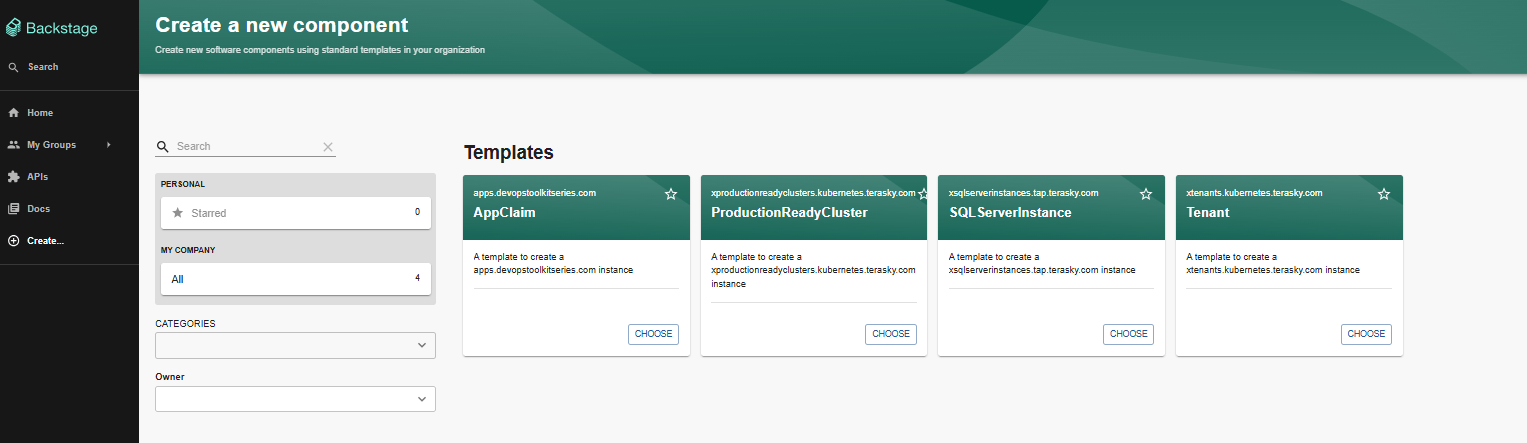 Backstage
Search
Home
My Groups
APIs
Docs
Create...
Create a new component
Create new software components using standard templates in your organization
Search
PERSONAL
Starred 0
MY COMPANY
All 4
CATEGORIES
Owner
Templates
apps.devopstoolkitseries.com
AppClaim
A template to create a
apps.devopstoolkitseries.com instance
CHOOSE
xproductionreadyclusters.kubernetes.terasky.com
ProductionReadyCluster
A template to create a
xproductionreadyclusters.kubernetes.terasky.com
instance
CHOOSE
xsqlserverinstances.tap.terasky.com
SQLServerInstance
A template to create a
xsqlserverinstances.tap.terasky.com instance
CHOOSE
xtenants.kubernetes.terasky.com
Tenant
A template to create a
xtenants.kubernetes.terasky.com instance
CHOOSE